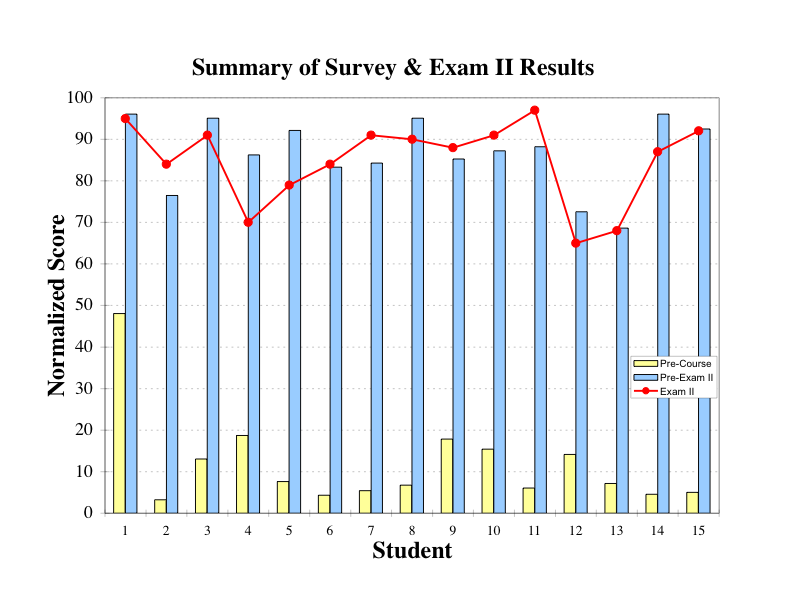 Summary of Survey & Exam II Results
Normalized Score
100
90
80
70
60
50
40
30
20
10
0
Pre-Course
Pre-Exam II
Exam II
1 2 3 4 5 6 7 8 9 10 11 12 13 14 15
Student